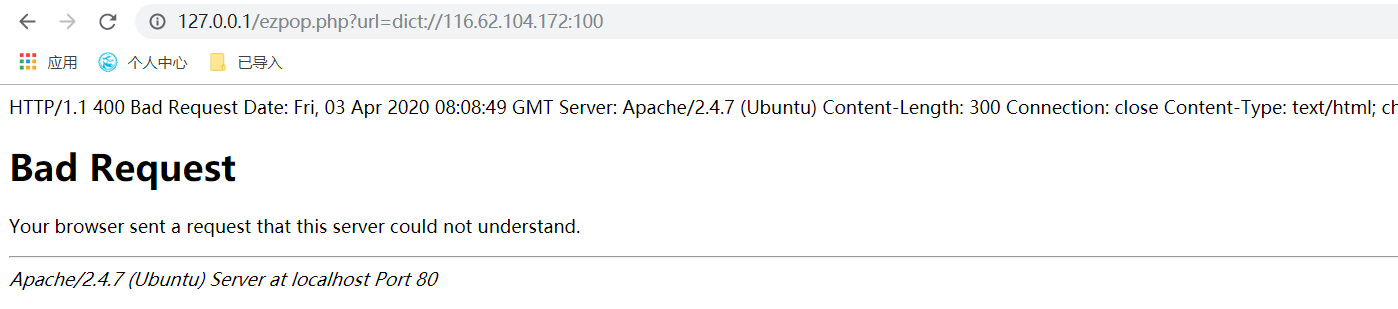 127.0.0.1/ezpop.php?url=dict://116.62.104.172:100
应用 个人中心 已导入
HTTP/1.1 400 Bad Request Date: Fri, 03 Apr 2020 08:08:49 GMT Server: Apache/2.4.7 (Ubuntu) Content-Length: 300 Connection: close Content-Type: text/html; ch
Bad Request
Your browser sent a request that this server could not understand.
Apache/2.4.7 (Ubuntu) Server at localhost Port 80